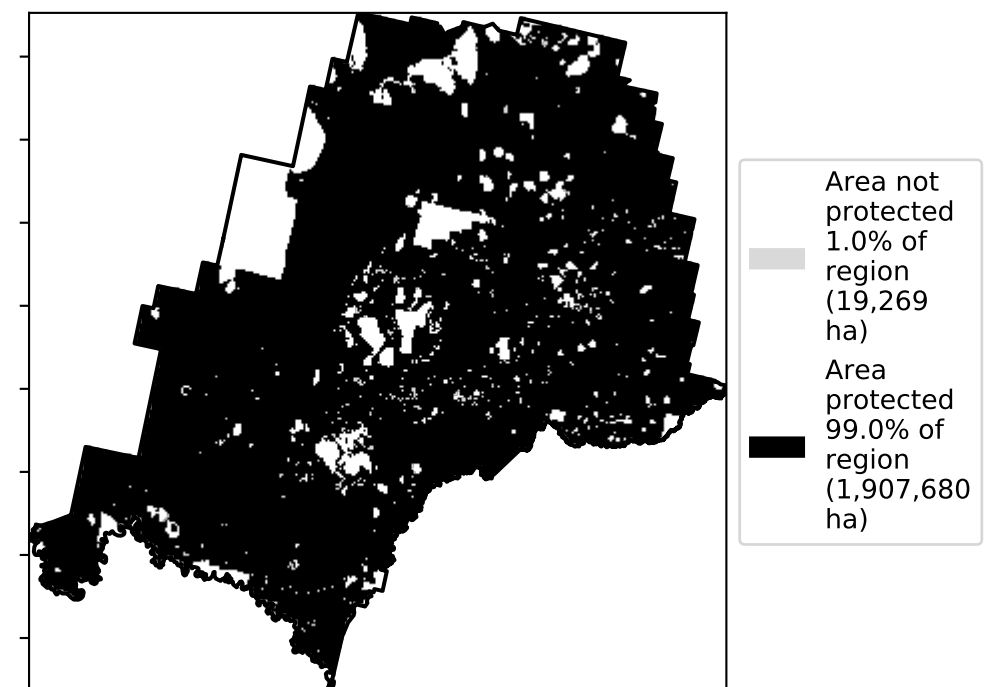 Area not
protected
1.0% of
region
(19,269
ha)
Area
protected
99.0% of
region
(1,907,680
ha)